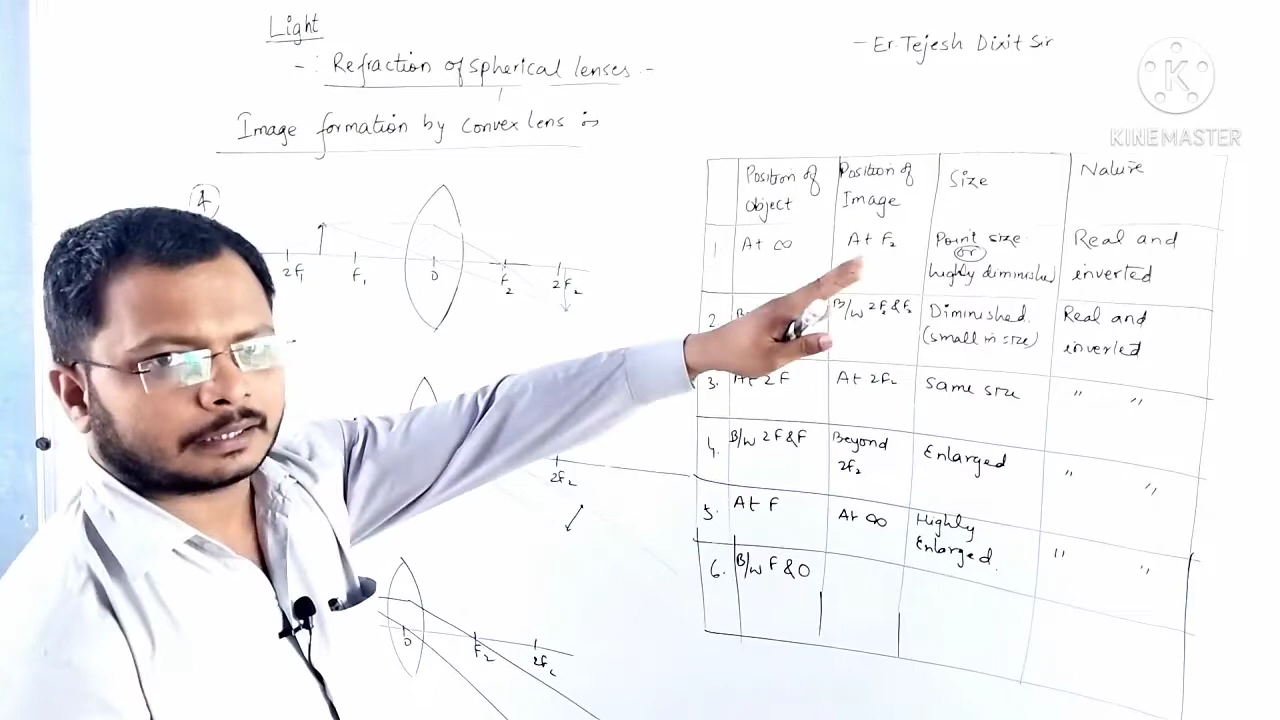 Light
- : Refraction of spherical lenses. -
Image formation by convex lens is
- Er. Tejesh Dixit Sir
KINEMASTER
4
2F₁ F₁ O F₂ 2F₂
2F₂
O F₂ 2F₂
Position of object Position of Image Size Nature
1 At ∞ At F₂ Point size or highly diminished Real and inverted
2. B/w 2F₂ & F₂ Diminished. (small in size) Real and inverted
3. At 2F At 2F₂ Same size " "
4. B/w 2F & F Beyond 2F₂ Enlarged " "
5. At F At ∞ Highly Enlarged. " "
6. B/w F & O